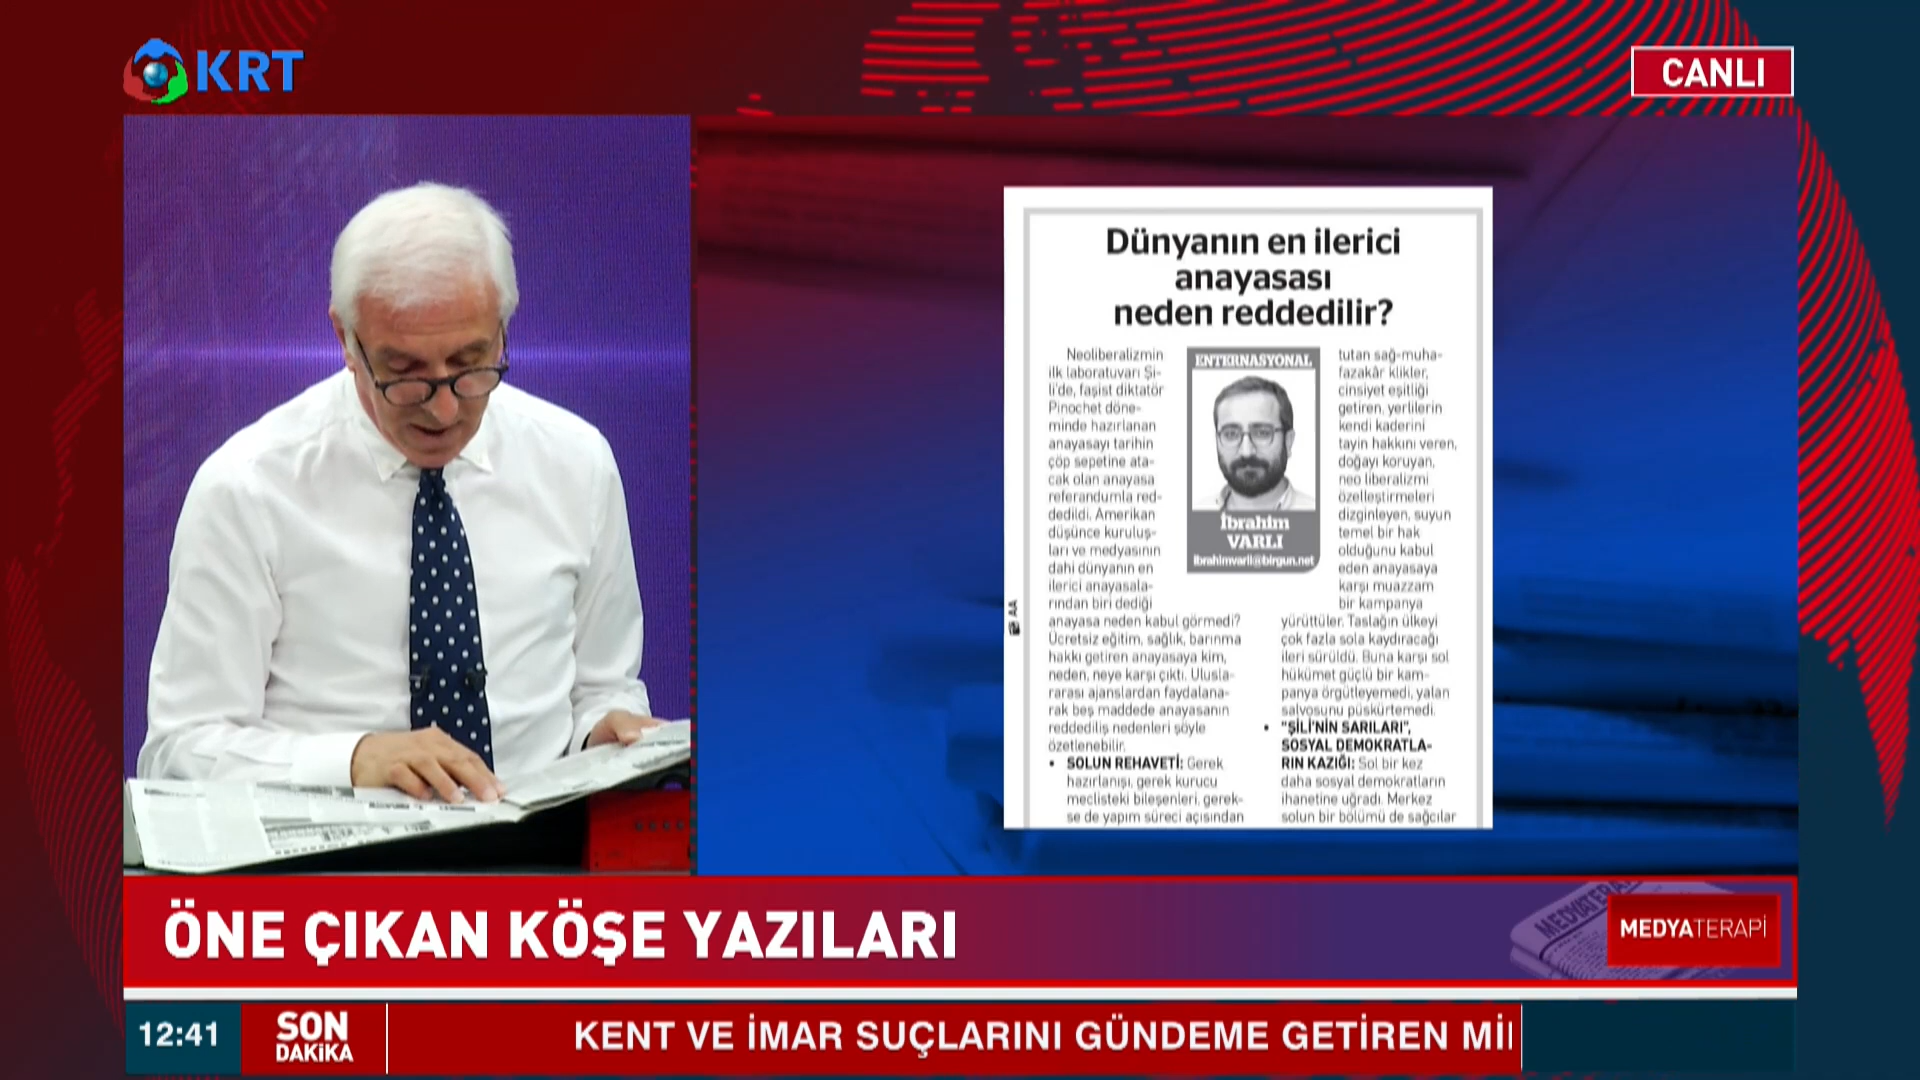 KRT
CANLI
Dünyanın en ilerici
anayasası
neden reddedilir?
Neoliberalizmin
ilk laboratuvarı Şi-
li'de, faşist diktatör
Pinochet döne-
minde hazırlanan
anayasayı tarihin
çöp sepetine ata-
cak olan anayasa
referandumla red-
dedildi. Amerikan
düşünce kuruluş-
ları ve medyasının
dahi dünyanın en
ilerici anayasala-
rından biri dediği
anayasa neden kabul görmedi?
Ücretsiz eğitim, sağlık, barınma
hakkı getiren anayasaya kim,
neden, neye karşı çıktı. Ulusla-
rarası ajanslardan faydalana-
rak beş maddede anayasanın
reddediliş nedenleri şöyle
özetlenebilir.
• SOLUN REHAVETİ: Gerek
hazırlanışı, gerek kurucu
meclisteki bileşenleri, gerek-
se de yapım süreci açısından
ENTERNASYONAL
İbrahim
VARLI
ibrahimvarli@birgun.net
tutan sağ-muha-
fazakâr klikler,
cinsiyet eşitliği
getiren, yerlilerin
kendi kaderini
tayin hakkını veren,
doğayı koruyan,
neo liberalizmi
özelleştirmeleri
dizginleyen, suyun
temel bir hak
olduğunu kabul
eden anayasaya
karşı muazzam
bir kampanya
yürüttüler. Taslağın ülkeyi
çok fazla sola kaydıracağı
ileri sürüldü. Buna karşı sol
hükümet güçlü bir kam-
panya örgütleyemedi, yalan
salvosunu püskürtemedi.
• "ŞİLİ'NİN SARILARI",
SOSYAL DEMOKRATLA-
RIN KAZIĞI: Sol bir kez
daha sosyal demokratların
ihanetine uğradı. Merkez
solun bir bölümü de sağcılar
AA
ÖNE ÇIKAN KÖŞE YAZILARI
MEDYATERAPİ
12:41
SON
DAKİKA
KENT VE İMAR SUÇLARINI GÜNDEME GETİREN